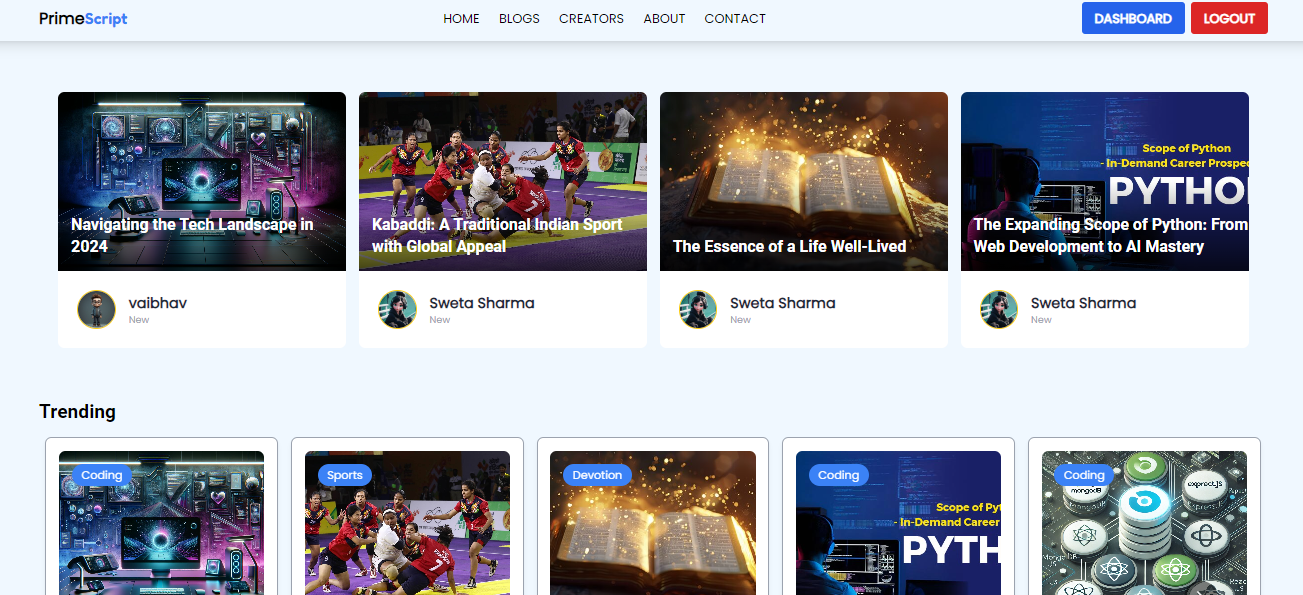 PrimeScript
HOME BLOGS CREATORS ABOUT CONTACT
DASHBOARD LOGOUT
Navigating the Tech Landscape in
2024
Kabaddi: A Traditional Indian Sport
with Global Appeal
The Essence of a Life Well-Lived
Scope of Python
- In-Demand Career Prospec
PYTHO
The Expanding Scope of Python: From
Web Development to AI Mastery
vaibhav
New
Sweta Sharma
New
Sweta Sharma
New
Sweta Sharma
New
Trending
Coding
Sports
7
Devotion
Coding
Scope of Pyt
- In-Demand Career
PYTH
Coding
mongodB
exprectJS